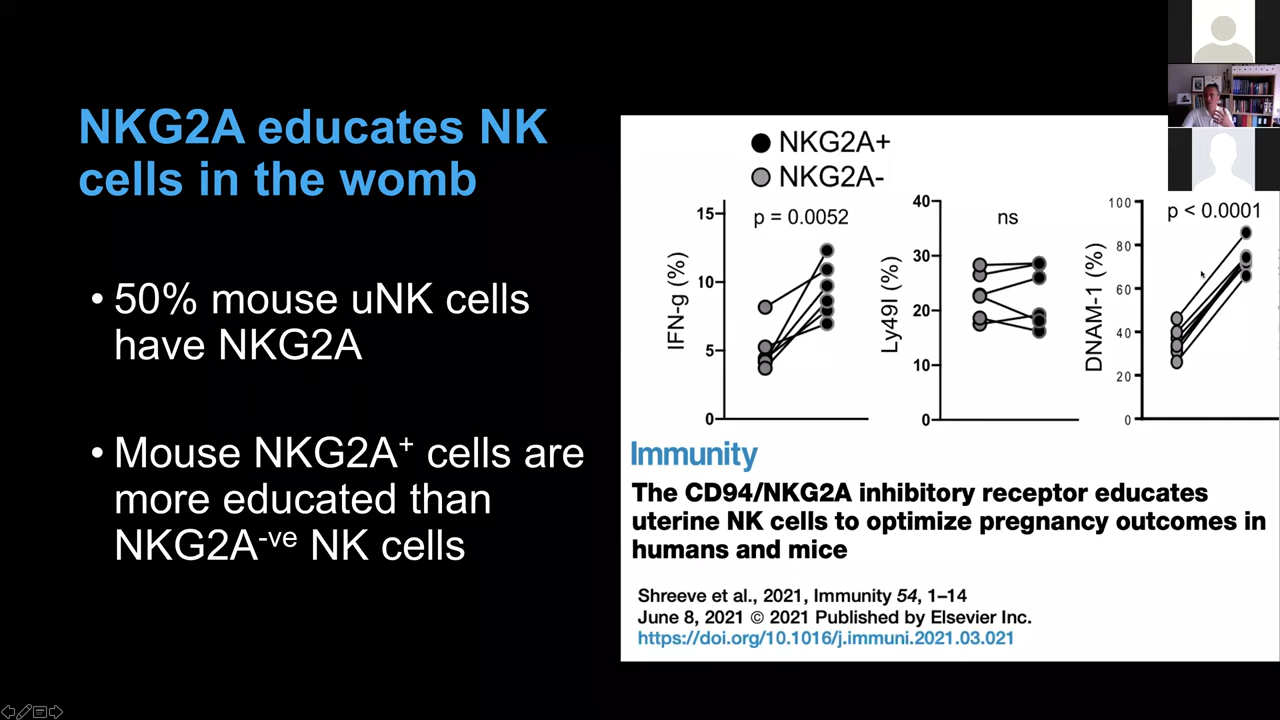 NKG2A educates NK
cells in the womb
• 50% mouse uNK cells
have NKG2A
• Mouse NKG2A+ cells are
more educated than
NKG2A-ve NK cells
NKG2A+
NKG2A-
15
10
5
0
IFN-g (%)
p = 0.0052
40
30
20
10
0
Ly49I (%)
ns
100
80
60
40
20
0
DNAM-1 (%)
p < 0.0001
Immunity
The CD94/NKG2A inhibitory receptor educates
uterine NK cells to optimize pregnancy outcomes in
humans and mice
Shreeve et al., 2021, Immunity 54, 1–14
June 8, 2021 © 2021 Published by Elsevier Inc.
https://doi.org/10.1016/j.immuni.2021.03.021